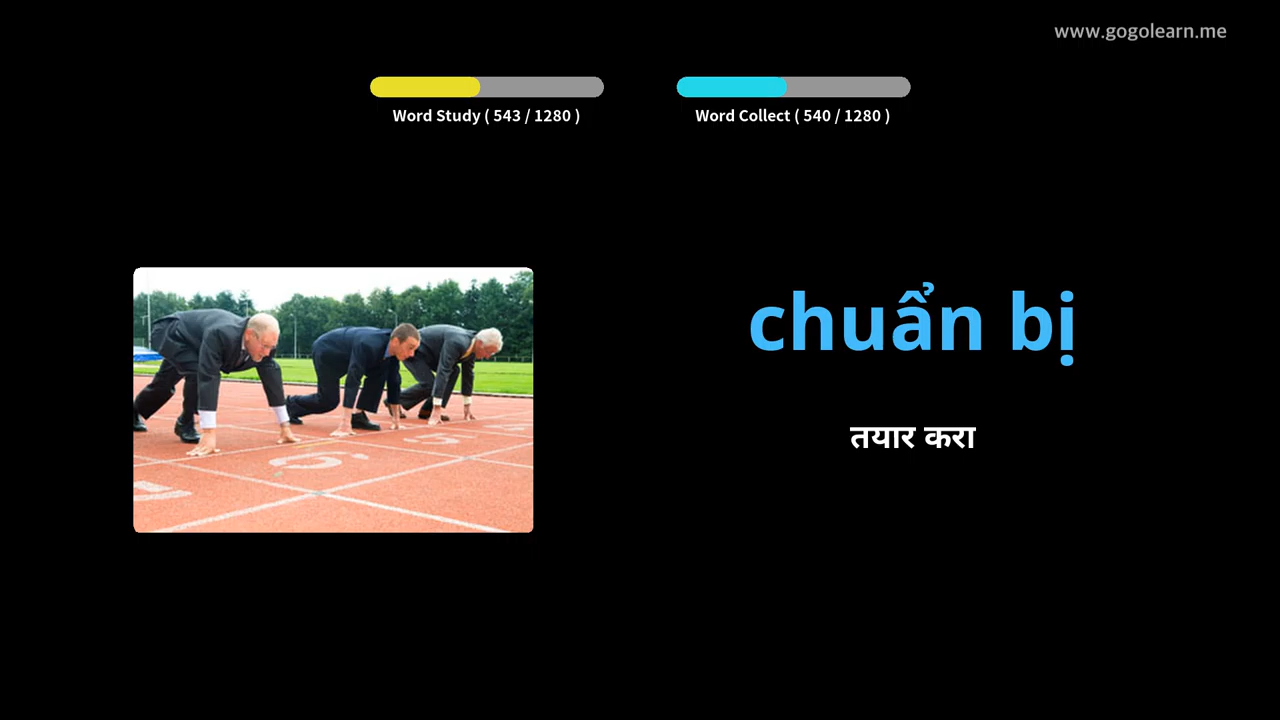 www.gogolearn.me
Word Study ( 543 / 1280 )
Word Collect ( 540 / 1280 )
chuẩn bị
तयार करा